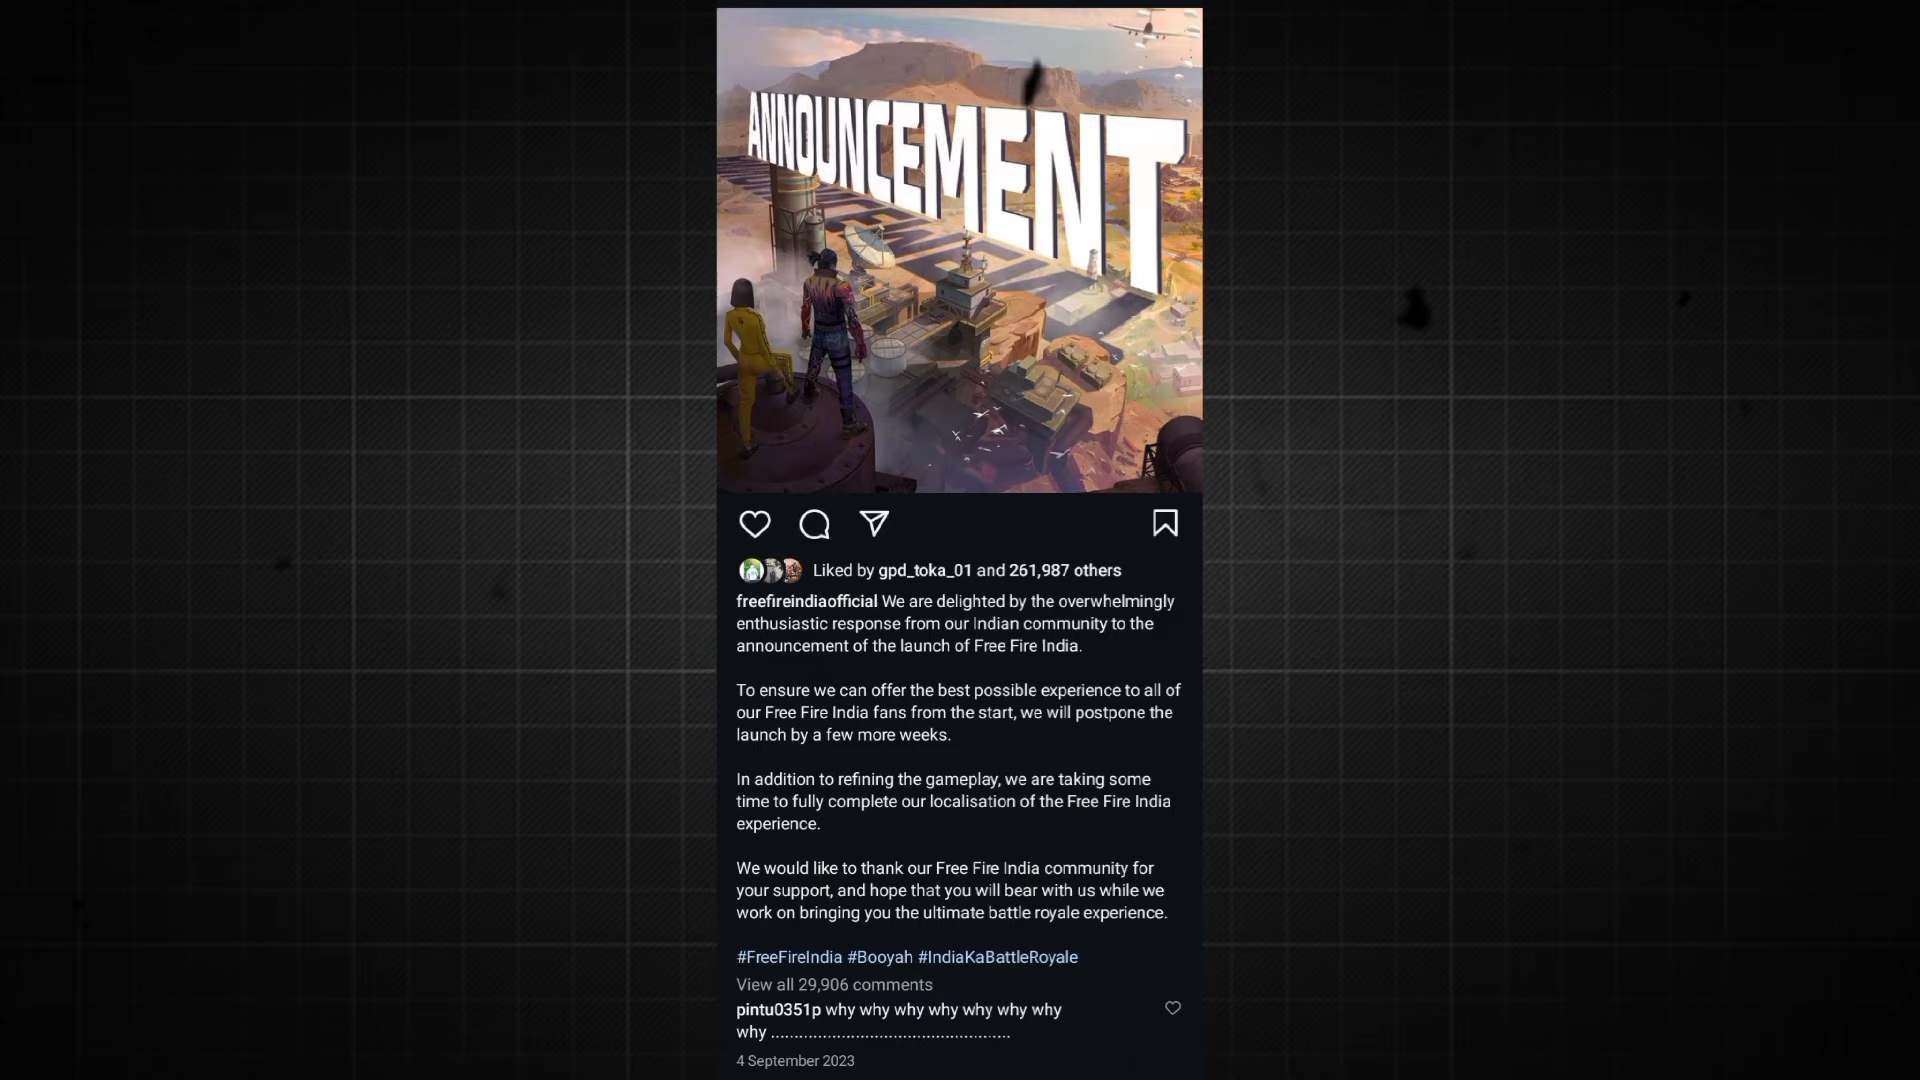 ANNOUNCEMENT
Liked by gpd_toka_01 and 261,987 others
freefireindiaofficial We are delighted by the overwhelmingly
enthusiastic response from our Indian community to the
announcement of the launch of Free Fire India.
To ensure we can offer the best possible experience to all of
our Free Fire India fans from the start, we will postpone the
launch by a few more weeks.
In addition to refining the gameplay, we are taking some
time to fully complete our localisation of the Free Fire India
experience.
We would like to thank our Free Fire India community for
your support, and hope that you will bear with us while we
work on bringing you the ultimate battle royale experience.
#FreeFireIndia #Booyah #IndiaKaBattleRoyale
View all 29,906 comments
pintu0351p why why why why why why why
why ...................................................
4 September 2023